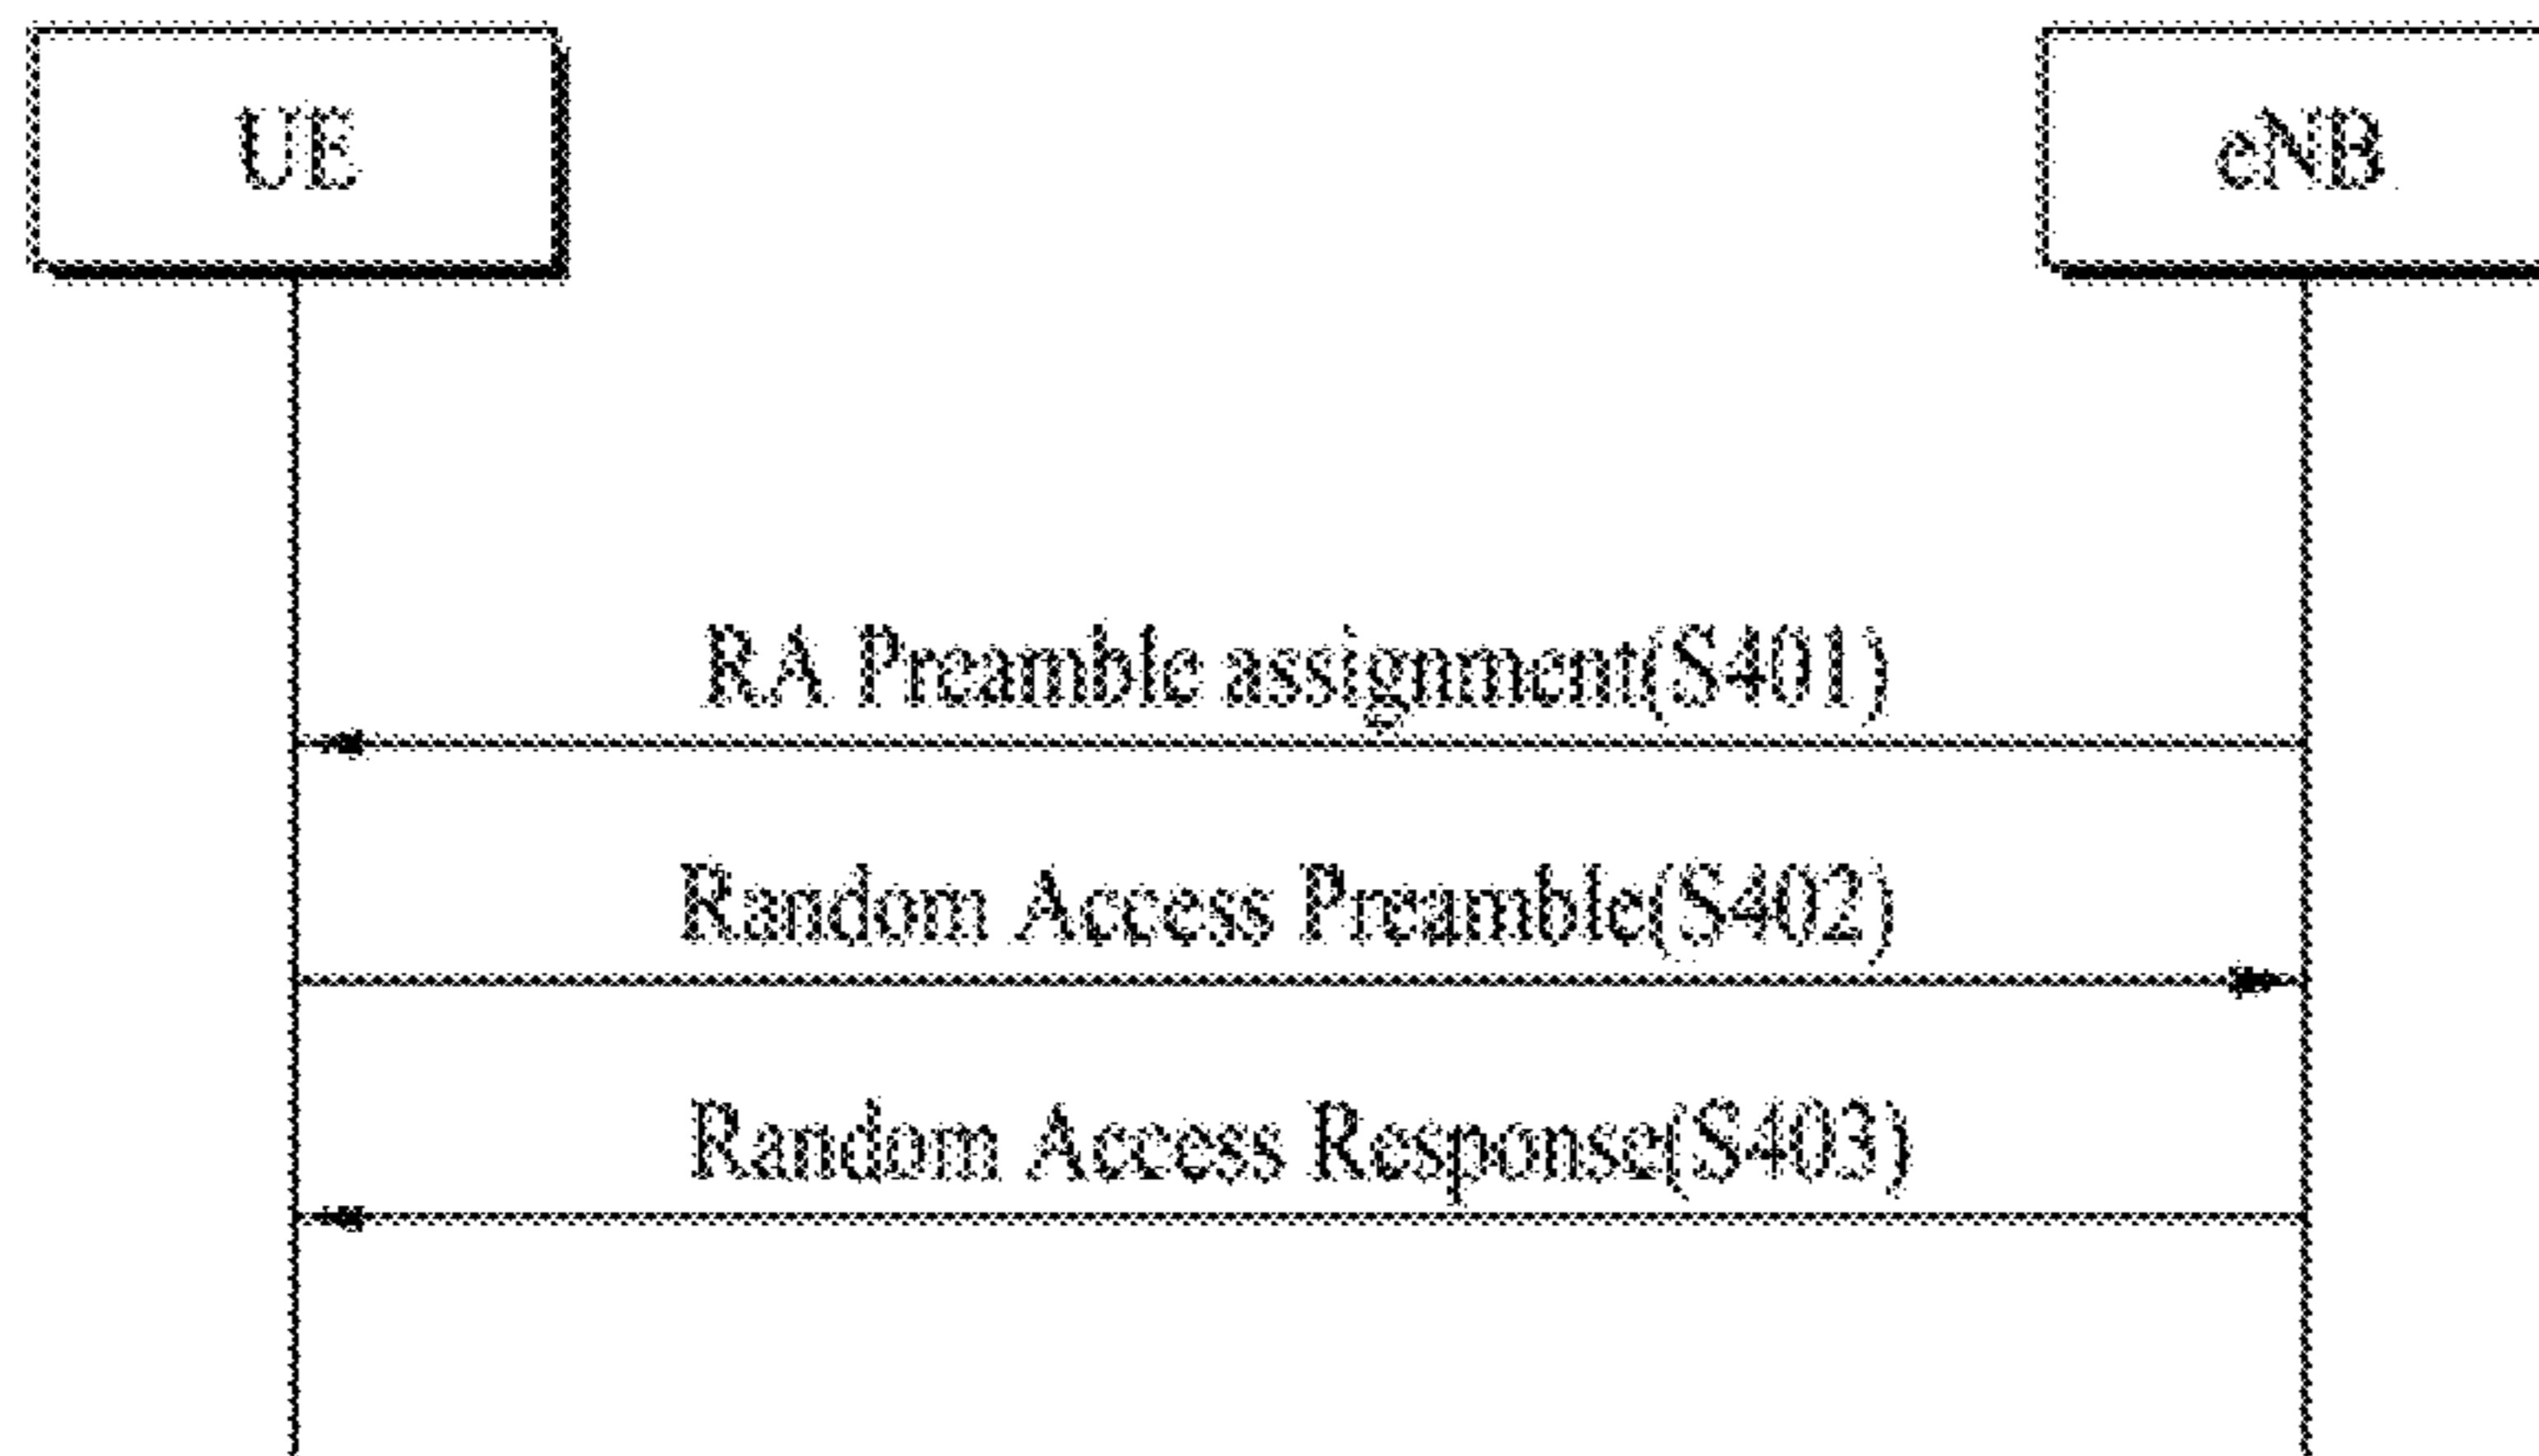 UE
eNB
RA Preamble assignment(S401)
Random Access Preamble(S402)
Random Access Response(S403)